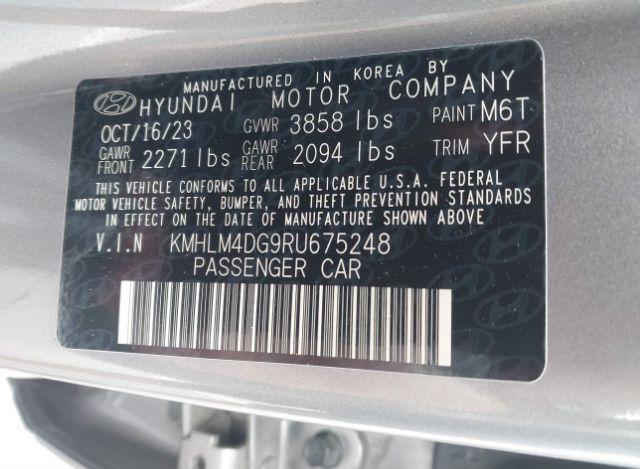 MANUFACTURED IN KOREA BY
HYUNDAI MOTOR COMPANY
OCT/16/23 GVWR 3858 lbs PAINT M6T
GAWR FRONT 2271 lbs GAWR REAR 2094 lbs TRIM YFR
THIS VEHICLE CONFORMS TO ALL APPLICABLE U.S.A. FEDERAL
MOTOR VEHICLE SAFETY, BUMPER, AND THEFT PREVENTION STANDARDS
IN EFFECT ON THE DATE OF MANUFACTURE SHOWN ABOVE
V.I.N KMHLM4DG9RU675248
PASSENGER CAR